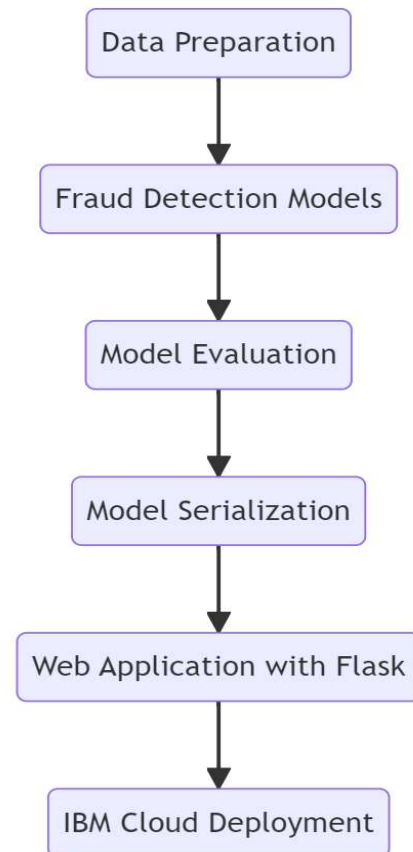 Data Preparation
Fraud Detection Models
Model Evaluation
Model Serialization
Web Application with Flask
IBM Cloud Deployment